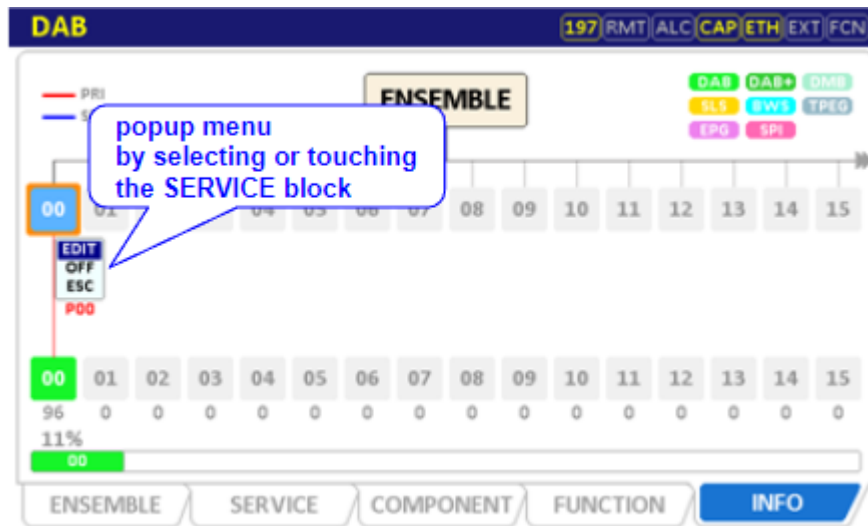 DAB 197 RMT ALC CAP ETH EXT FCN
PRI
ENSEMBLE
DAB DAB+ DMB
SLS BWS TPEG
EPG SPI
popup menu
by selecting or touching
the SERVICE block
00 01 04 05 06 07 08 09 10 11 12 13 14 15
EDIT
OFF
ESC
P00
00 01 02 03 04 05 06 07 08 09 10 11 12 13 14 15
96 0 0 0 0 0 0 0 0 0 0 0 0 0 0 0
11%
00
ENSEMBLE SERVICE COMPONENT FUNCTION INFO